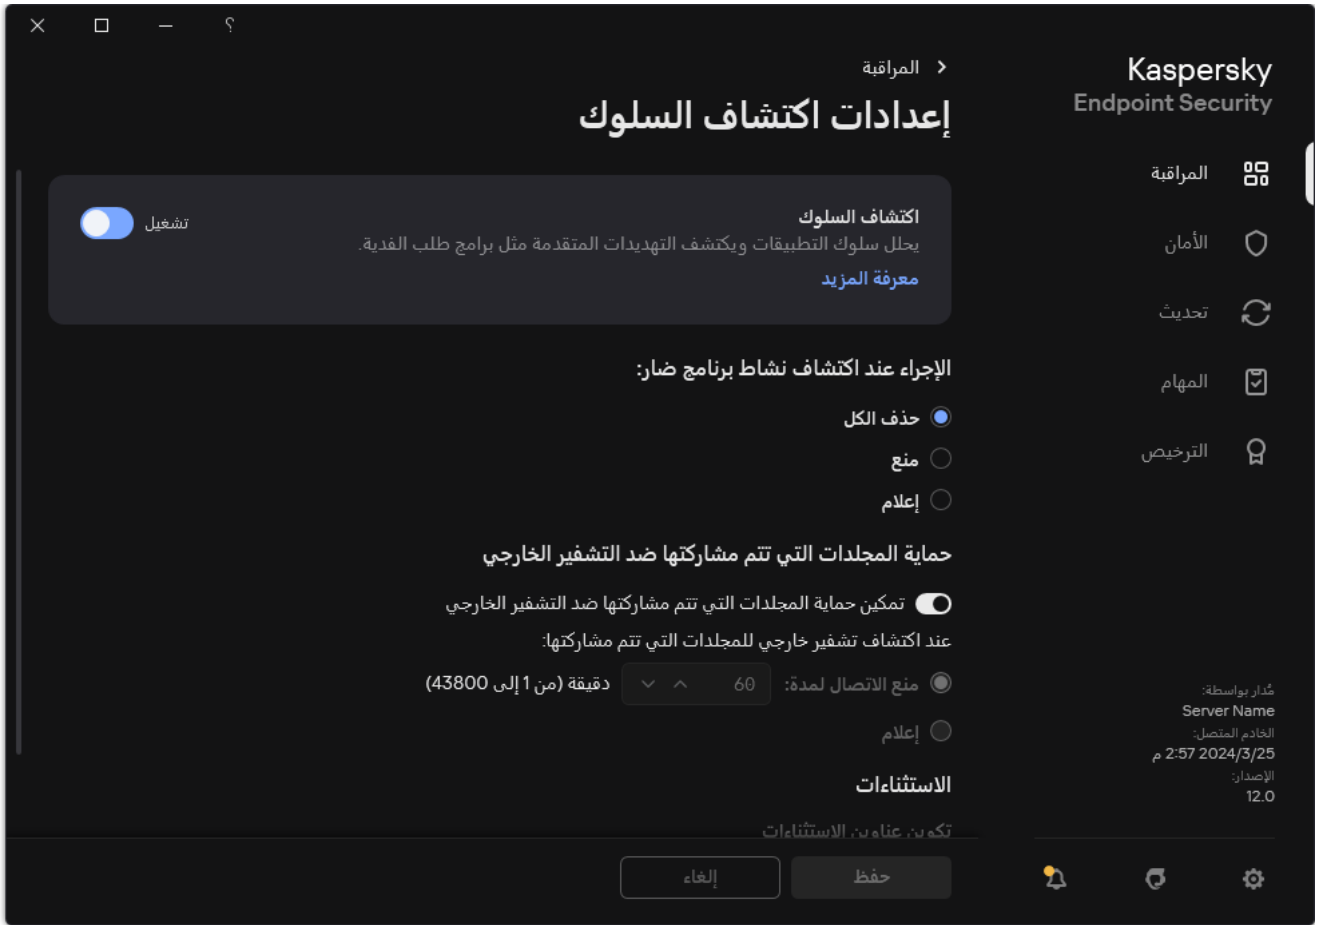 ؟
Kaspersky
Endpoint Security
المراقبة
الأمان
تحديث
المهام
الترخيص
مُدار بواسطة:
Server Name
الخادم المتصل:
2024/3/25 2:57 م
الإصدار:
12.0
المراقبة
إعدادات اكتشاف السلوك
اكتشاف السلوك
تشغيل
يحلل سلوك التطبيقات ويكتشف التهديدات المتقدمة مثل برامج طلب الفدية.
معرفة المزيد
الإجراء عند اكتشاف نشاط برنامج ضار:
حذف الكل
منع
إعلام
حماية المجلدات التي تتم مشاركتها ضد التشفير الخارجي
تمكين حماية المجلدات التي تتم مشاركتها ضد التشفير الخارجي
عند اكتشاف تشفير خارجي للمجلدات التي تتم مشاركتها:
منع الاتصال لمدة: 60 دقيقة (من 1 إلى 43800)
إعلام
الاستثناءات
تكوين عناوين الاستثناءات
حفظ
إلغاء